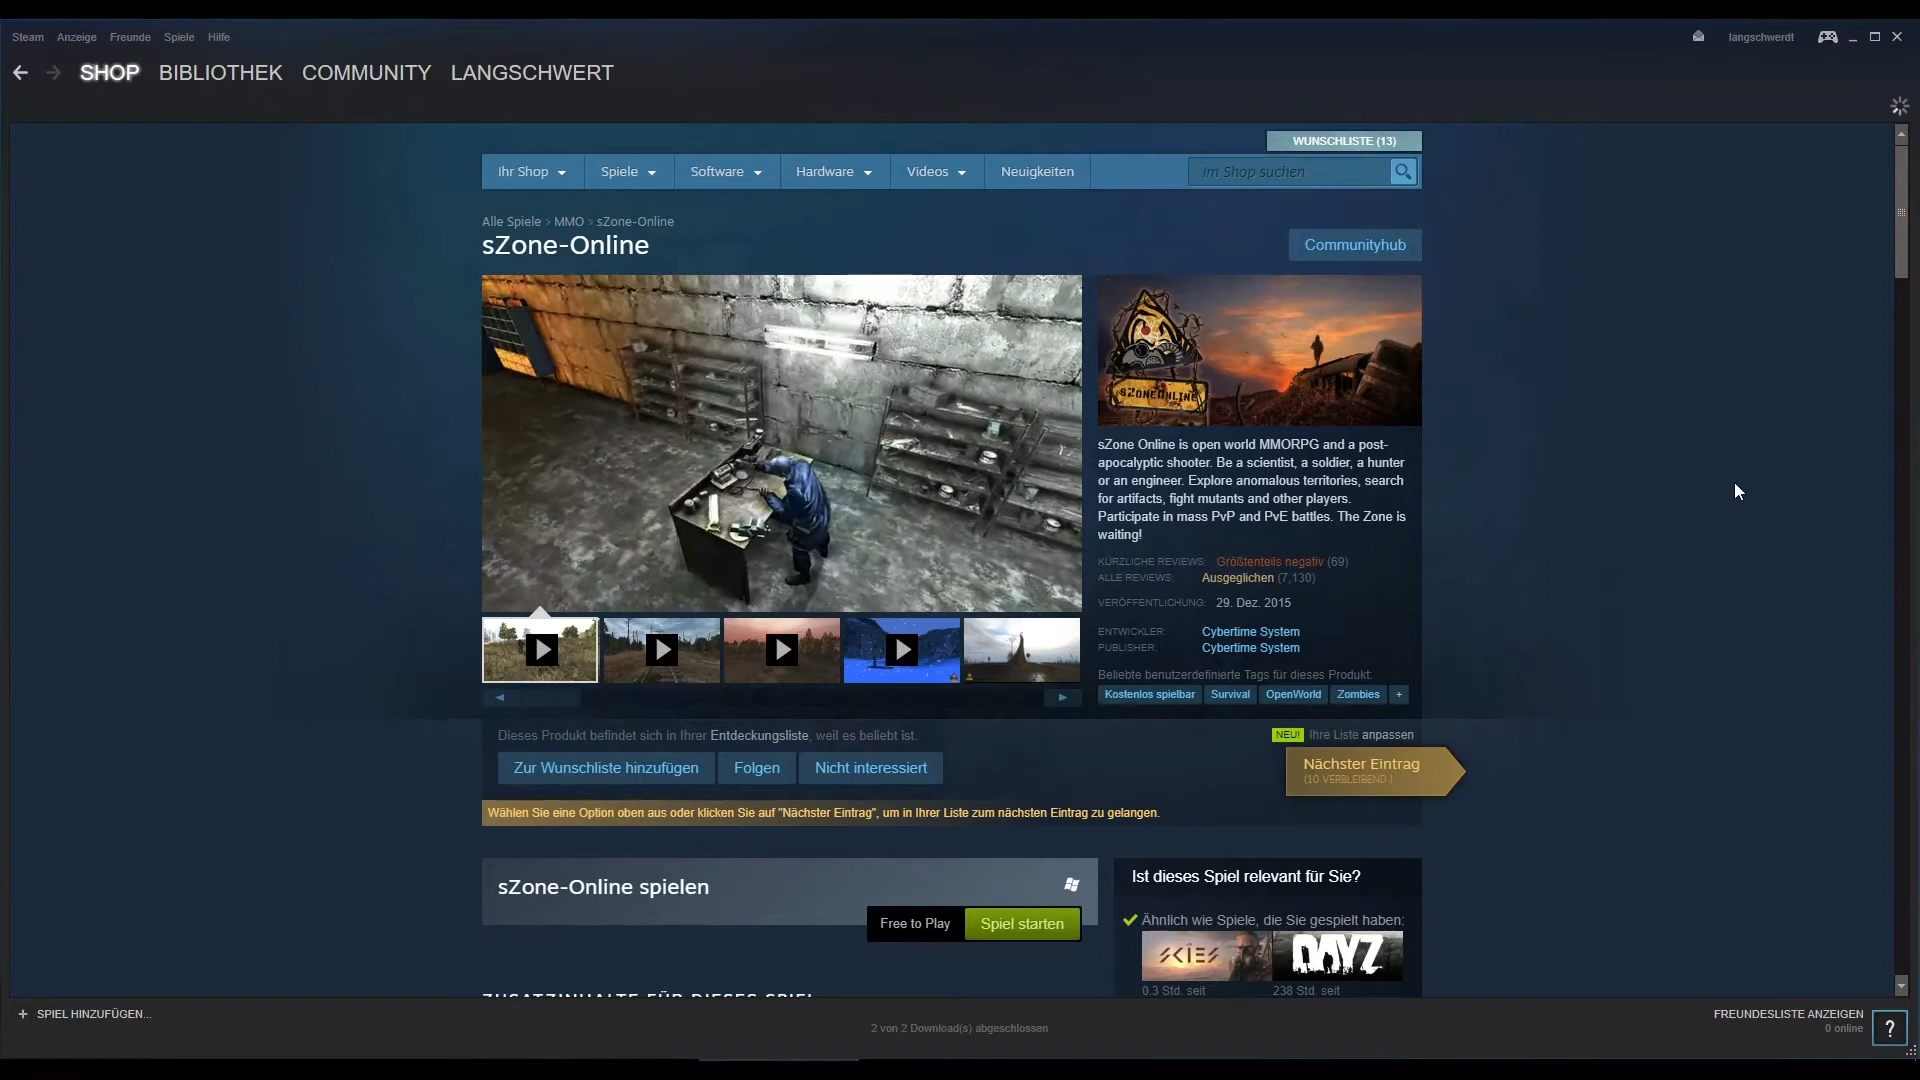 Steam Anzeige Freunde Spiele Hilfe
langschwerdt
SHOP BIBLIOTHEK COMMUNITY LANGSCHWERT
WUNSCHLISTE (13)
Ihr Shop Spiele Software Hardware Videos Neuigkeiten
Im Shop suchen
Alle Spiele > MMO > sZone-Online
sZone-Online
Communityhub
SZONEONLINE
sZone Online is open world MMORPG and a post-
apocalyptic shooter. Be a scientist, a soldier, a hunter
or an engineer. Explore anomalous territories, search
for artifacts, fight mutants and other players.
Participate in mass PvP and PvE battles. The Zone is
waiting!
KÜRZLICHE REVIEWS: Größtenteils negativ (69)
ALLE REVIEWS: Ausgeglichen (7,130)
VERÖFFENTLICHUNG: 29. Dez. 2015
ENTWICKLER: Cybertime System
PUBLISHER: Cybertime System
Beliebte benutzerdefinierte Tags für dieses Produkt:
Kostenlos spielbar Survival OpenWorld Zombies +
Dieses Produkt befindet sich in Ihrer Entdeckungsliste, weil es beliebt ist.
NEU! Ihre Liste anpassen
Zur Wunschliste hinzufügen Folgen Nicht interessiert
Nächster Eintrag
(10 VERBLEIBEND )
Wählen Sie eine Option oben aus oder klicken Sie auf "Nächster Eintrag", um in Ihrer Liste zum nächsten Eintrag zu gelangen.
sZone-Online spielen
Free to Play Spiel starten
Ist dieses Spiel relevant für Sie?
Ähnlich wie Spiele, die Sie gespielt haben:
SKIES DAYZ
0.3 Std. seit 238 Std. seit
ZUSATZINHALTE FÜR DIESES SPIEL
+ SPIEL HINZUFÜGEN...
2 von 2 Download(s) abgeschlossen
FREUNDESLISTE ANZEIGEN
0 online
?